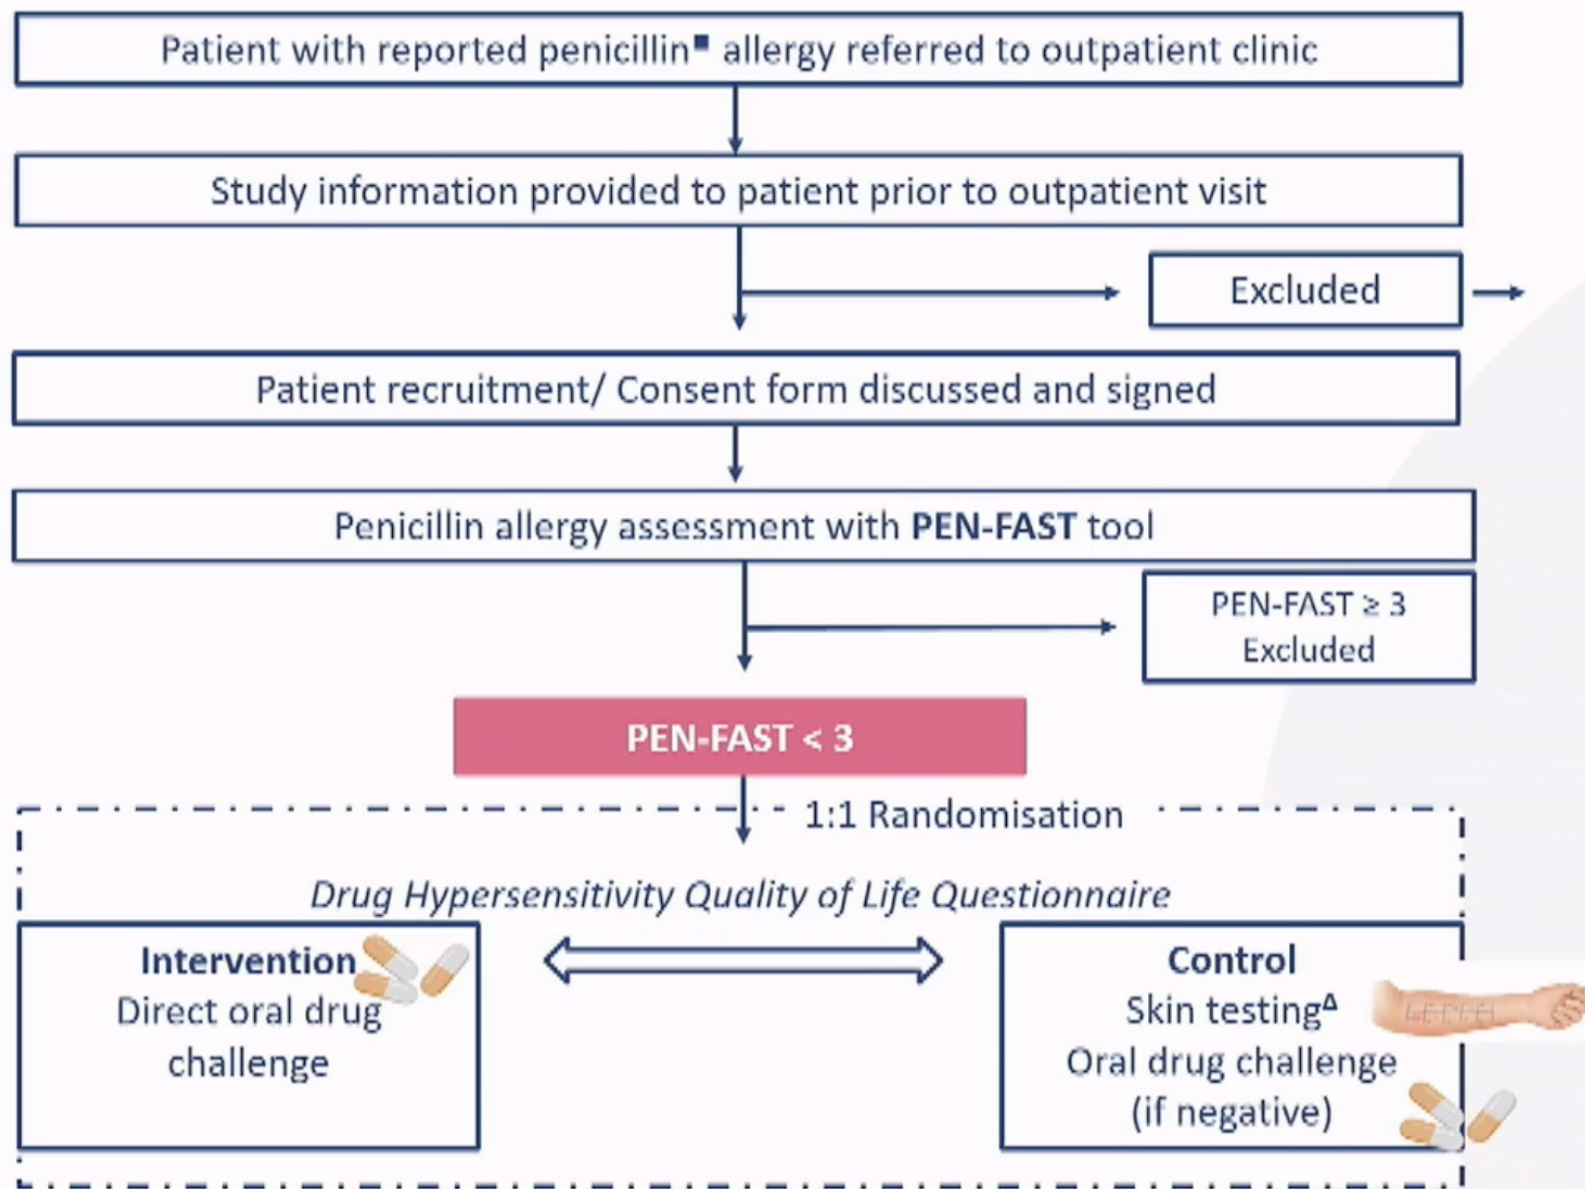 Patient with reported penicillin■ allergy referred to outpatient clinic
Study information provided to patient prior to outpatient visit
Excluded
Patient recruitment/ Consent form discussed and signed
Penicillin allergy assessment with PEN-FAST tool
PEN-FAST ≥ 3
Excluded
PEN-FAST < 3
1:1 Randomisation
Drug Hypersensitivity Quality of Life Questionnaire
Intervention
Direct oral drug
challenge
Control
Skin testingΔ
Oral drug challenge
(if negative)